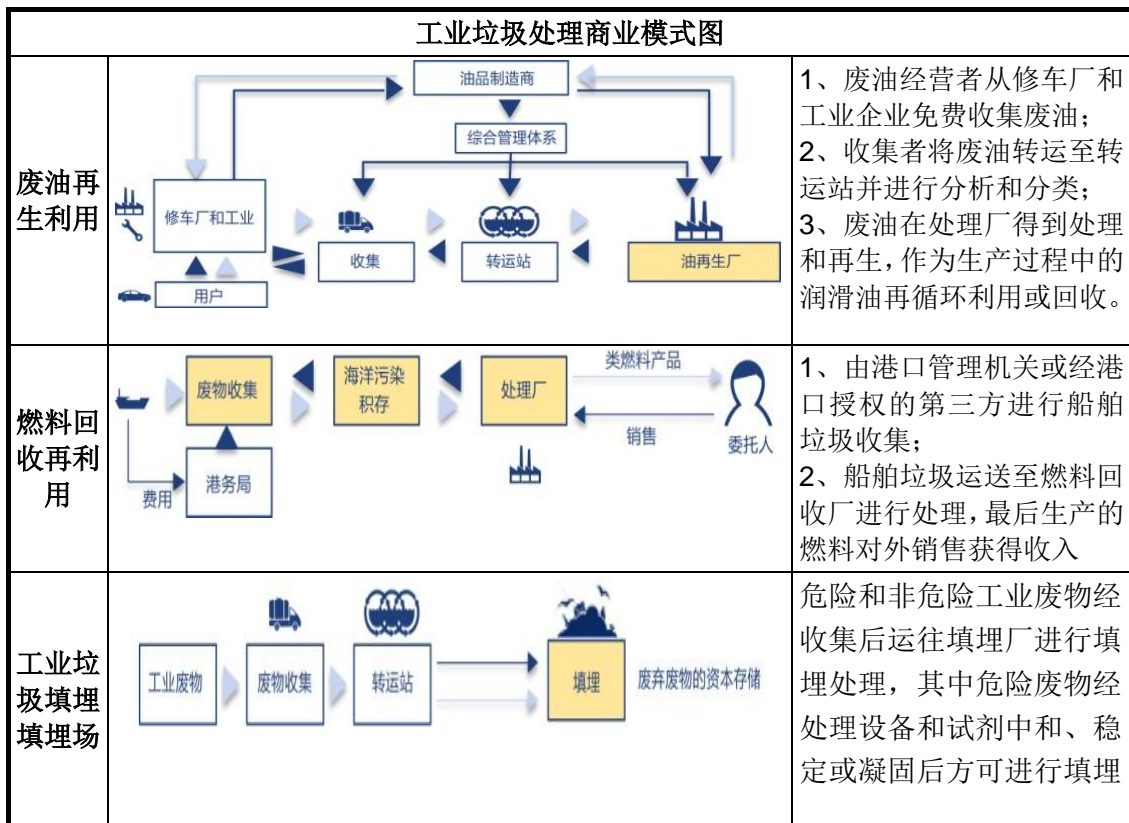 工业垃圾处理商业模式图
废油再
生利用
油品制造商
综合管理体系
修车厂和工业
收集
转运站
油再生厂
用户
1、废油经营者从修车厂和
工业企业免费收集废油;
2、收集者将废油转运至转
运站并进行分析和分类;
3、废油在处理厂得到处理
和再生,作为生产过程中的
润滑油再循环利用或回收。
燃料回
收再利
用
废物收集
海洋污染
积存
处理厂
类燃料产品
销售
委托人
费用
港务局
1、由港口管理机关或经港
口授权的第三方进行船舶
垃圾收集;
2、船舶垃圾运送至燃料回
收厂进行处理,最后生产的
燃料对外销售获得收入
工业垃
圾填埋
填埋场
工业废物
废物收集
转运站
填埋
废弃废物的资本存储
危险和非危险工业废物经
收集后运往填埋厂进行填
埋处理，其中危险废物经
处理设备和试剂中和、稳
定或凝固后方可进行填埋